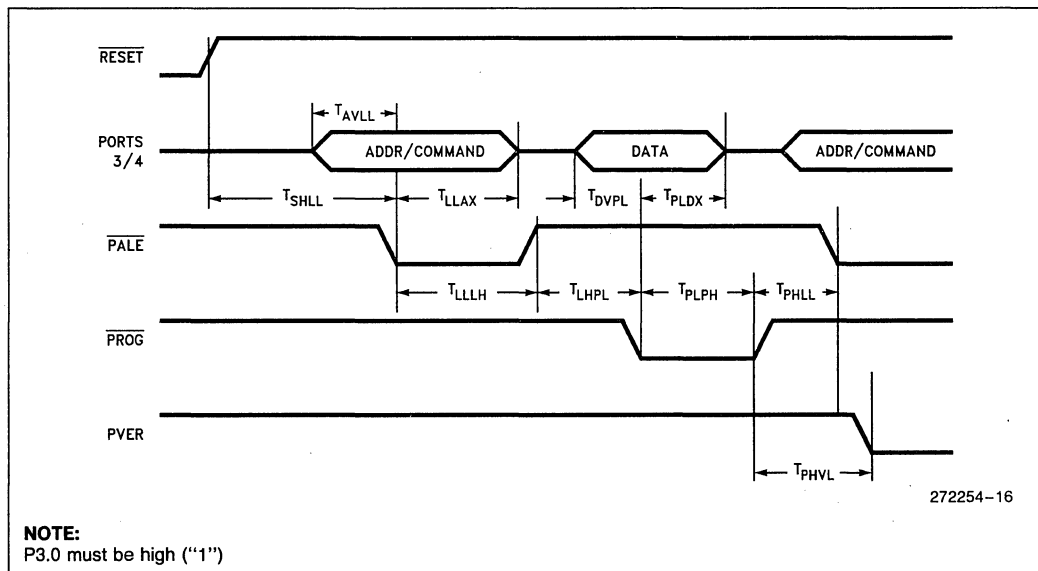 RESET
T_AVLL
PORTS 3/4
ADDR/COMMAND
DATA
ADDR/COMMAND
T_SHLL
T_LLAX
T_DVPL
T_PLDX
PALE
T_LLLH
T_LHPL
T_PLPH
T_PHLL
PROG
PVER
T_PHVL
272254-16
NOTE:
P3.0 must be high ("1")